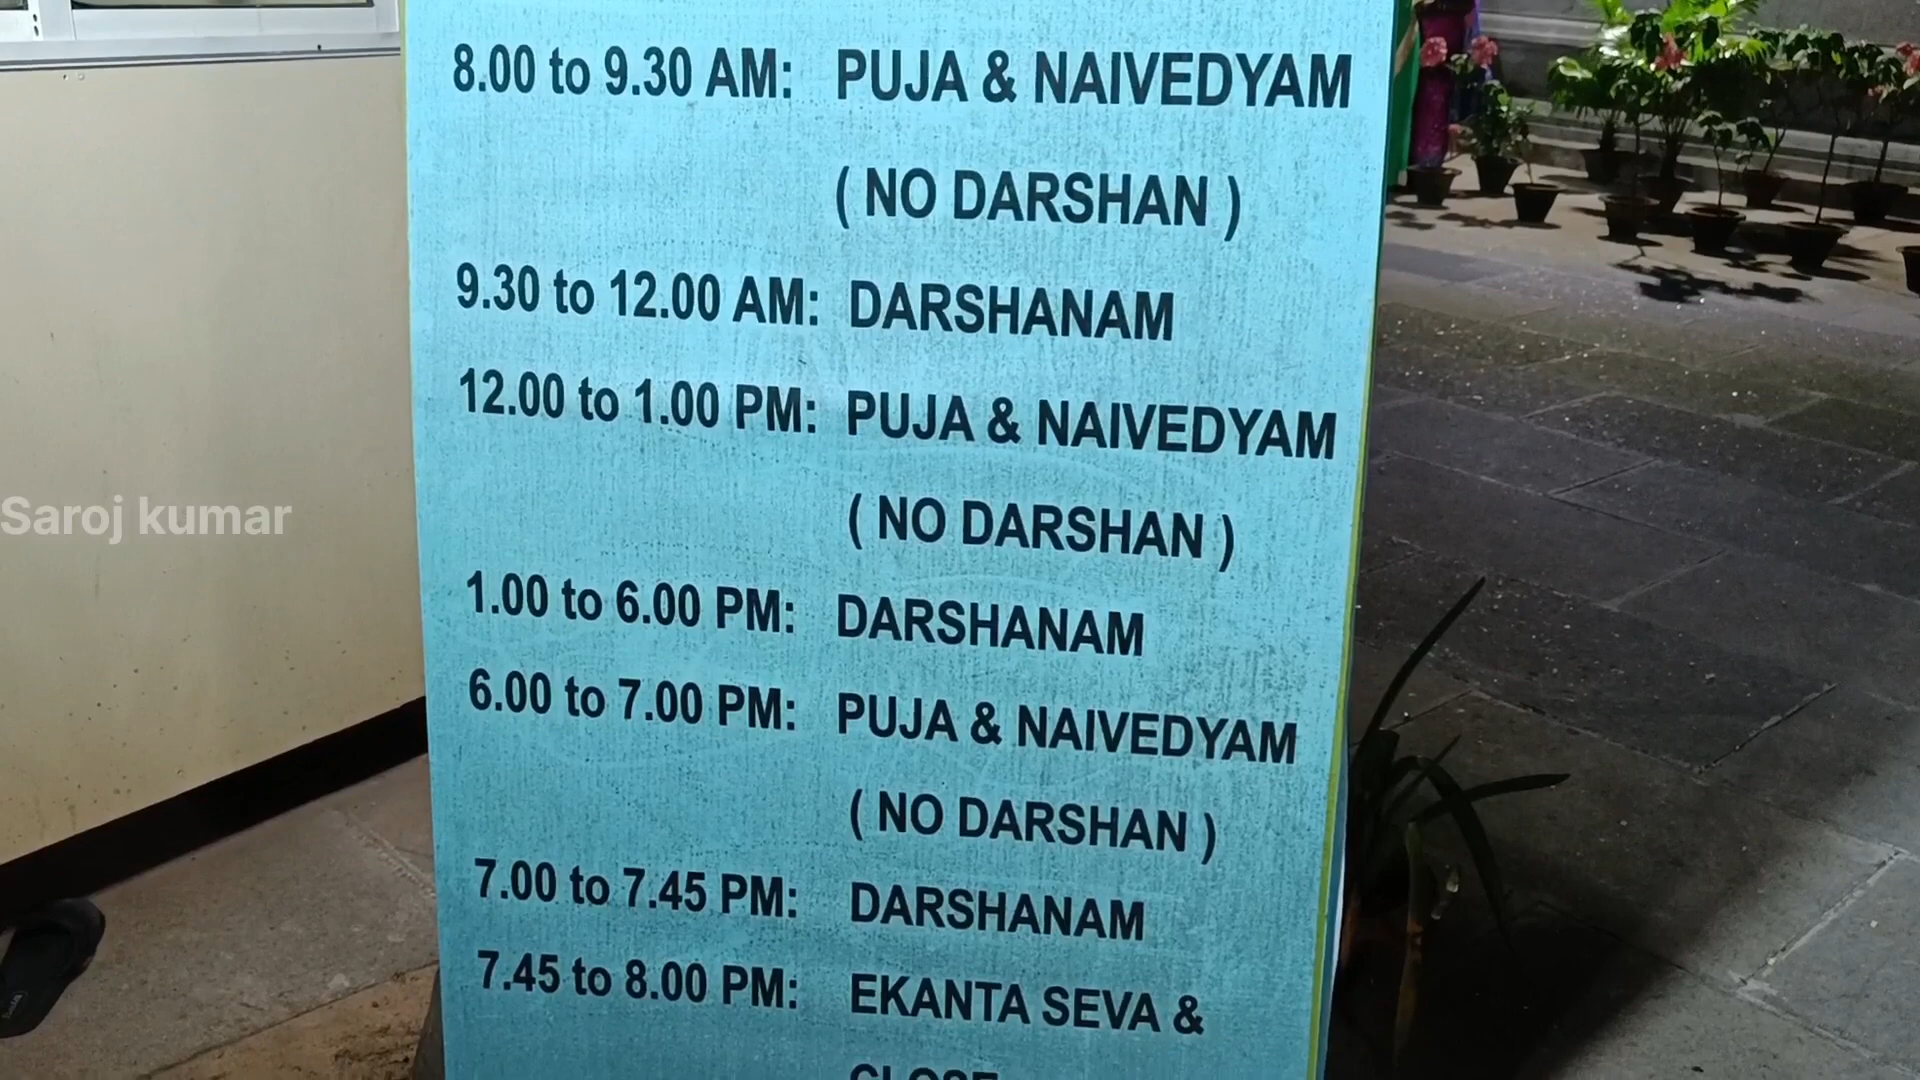 8.00 to 9.30 AM: PUJA & NAIVEDYAM
( NO DARSHAN )
9.30 to 12.00 AM: DARSHANAM
12.00 to 1.00 PM: PUJA & NAIVEDYAM
( NO DARSHAN )
Saroj kumar
1.00 to 6.00 PM: DARSHANAM
6.00 to 7.00 PM: PUJA & NAIVEDYAM
( NO DARSHAN )
7.00 to 7.45 PM: DARSHANAM
7.45 to 8.00 PM: EKANTA SEVA &
CLOSE